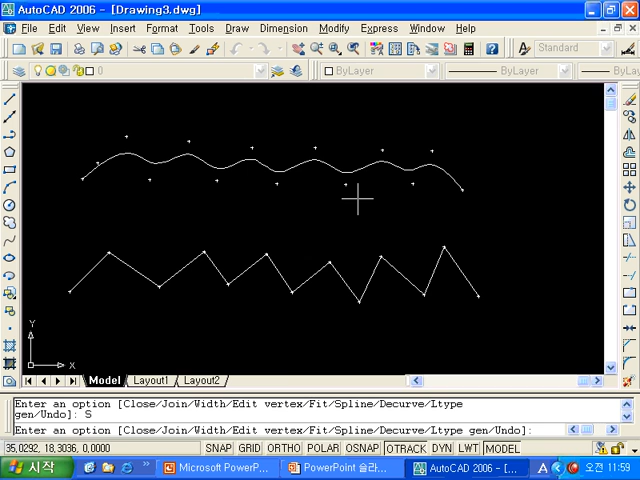 AutoCAD 2006 - [Drawing3.dwg]
File Edit View Insert Format Tools Draw Dimension Modify Express Window Help
Standard
0 ByLayer ByLayer ByLay
Y
X
Model Layout1 Layout2
Enter an option [Close/Join/Width/Edit vertex/Fit/Spline/Decurve/Ltype
gen/Undo]: S
Enter an option [Close/Join/Width/Edit vertex/Fit/Spline/Decurve/Ltype gen/Undo]:
35,0292, 18,3036, 0,0000 SNAP GRID ORTHO POLAR OSNAP OTRACK DYN LWT MODEL
시작 Microsoft PowerP... PowerPoint 슬라... AutoCAD 2006 - [... A 오전 11:59